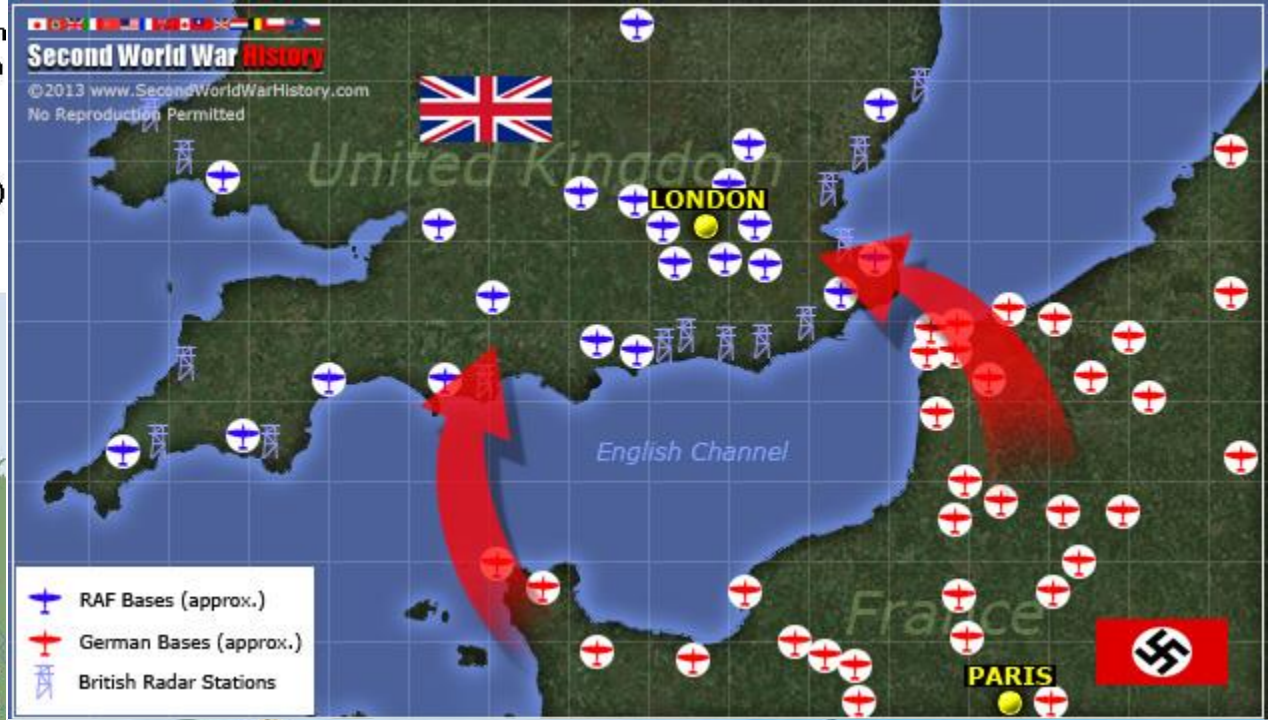 Second World War History
©2013 www.SecondWorldWarHistory.com
No Reproduction Permitted
United Kingdom
LONDON
English Channel
France
PARIS
RAF Bases (approx.)
German Bases (approx.)
British Radar Stations